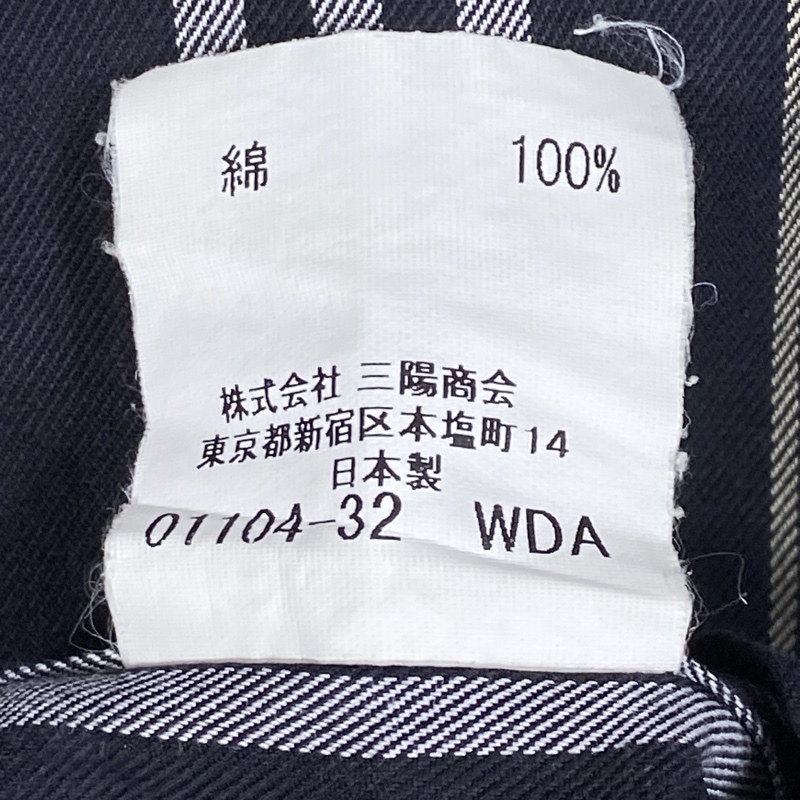 綿 100%
株式会社 三陽商会
東京都新宿区本塩町14
日本製
01104-32 WDA